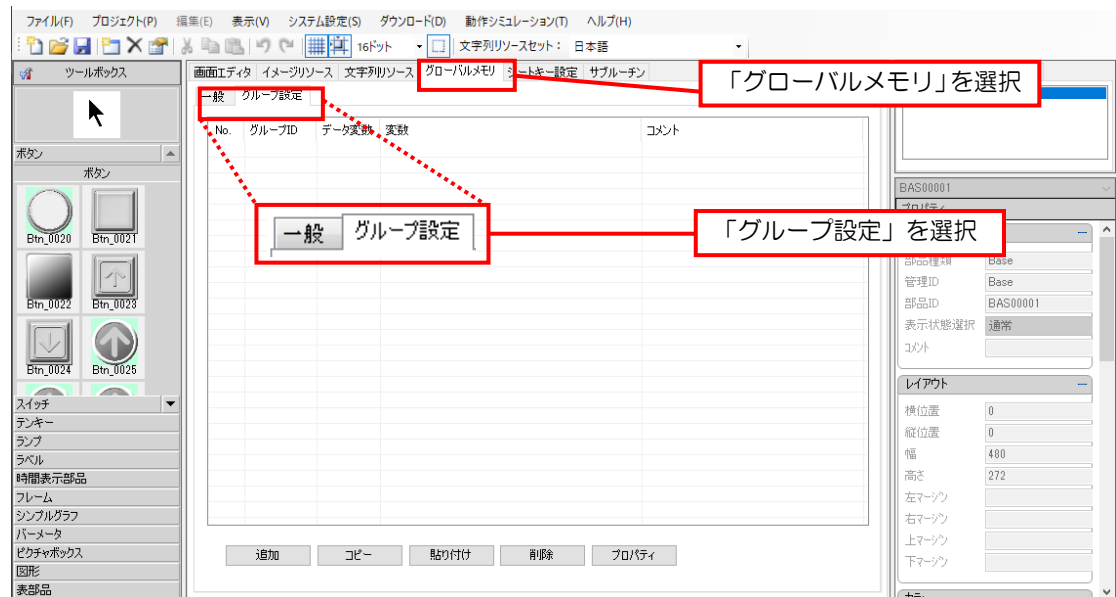 ファイル(F) プロジェクト(P) 編集(E) 表示(V) システム設定(S) ダウンロード(D) 動作シミュレーション(T) ヘルプ(H)
16ドット 文字列リソースセット： 日本語
ツールボックス
ボタン
ボタン
Btn_0020 Btn_0021
Btn_0022 Btn_0023
Btn_0024 Btn_0025
スイッチ
テンキー
ランプ
ラベル
時間表示部品
フレーム
シンプルグラフ
バーメータ
ピクチャボックス
図形
表部品
画面エディタ イメージリソース 文字列リソース グローバルメモリ シートキー設定 サブルーチン
一般 グループ設定
No. グループID データ変数 変数 コメント
「グローバルメモリ」を選択
一般 グループ設定
「グループ設定」を選択
追加 コピー 貼り付け 削除 プロパティ
BAS00001
プロパティ
部品種類 Base
管理ID Base
部品ID BAS00001
表示状態選択 通常
コメント
レイアウト
横位置 0
縦位置 0
幅 480
高さ 272
左マージン
右マージン
上マージン
下マージン